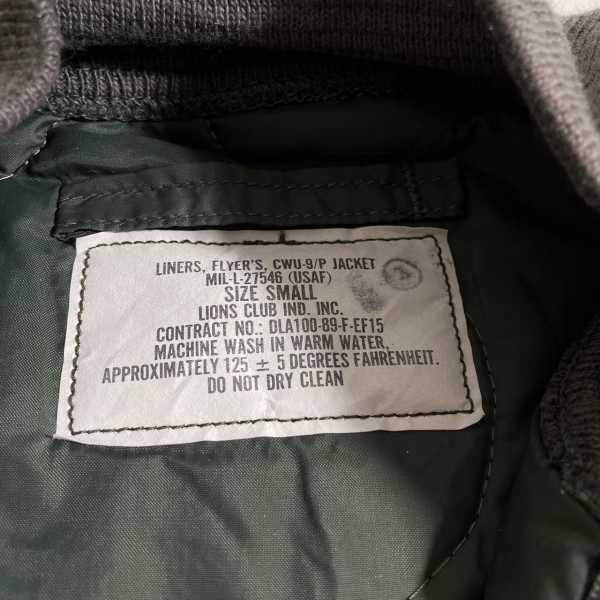 LINERS, FLYER'S, CWU-9/P JACKET
MIL-L-27546 (USAF)
SIZE SMALL
LIONS CLUB IND. INC.
CONTRACT NO.: DLA100-89-F-EF15
MACHINE WASH IN WARM WATER,
APPROXIMATELY 125 ± 5 DEGREES FAHRENHEIT.
DO NOT DRY CLEAN